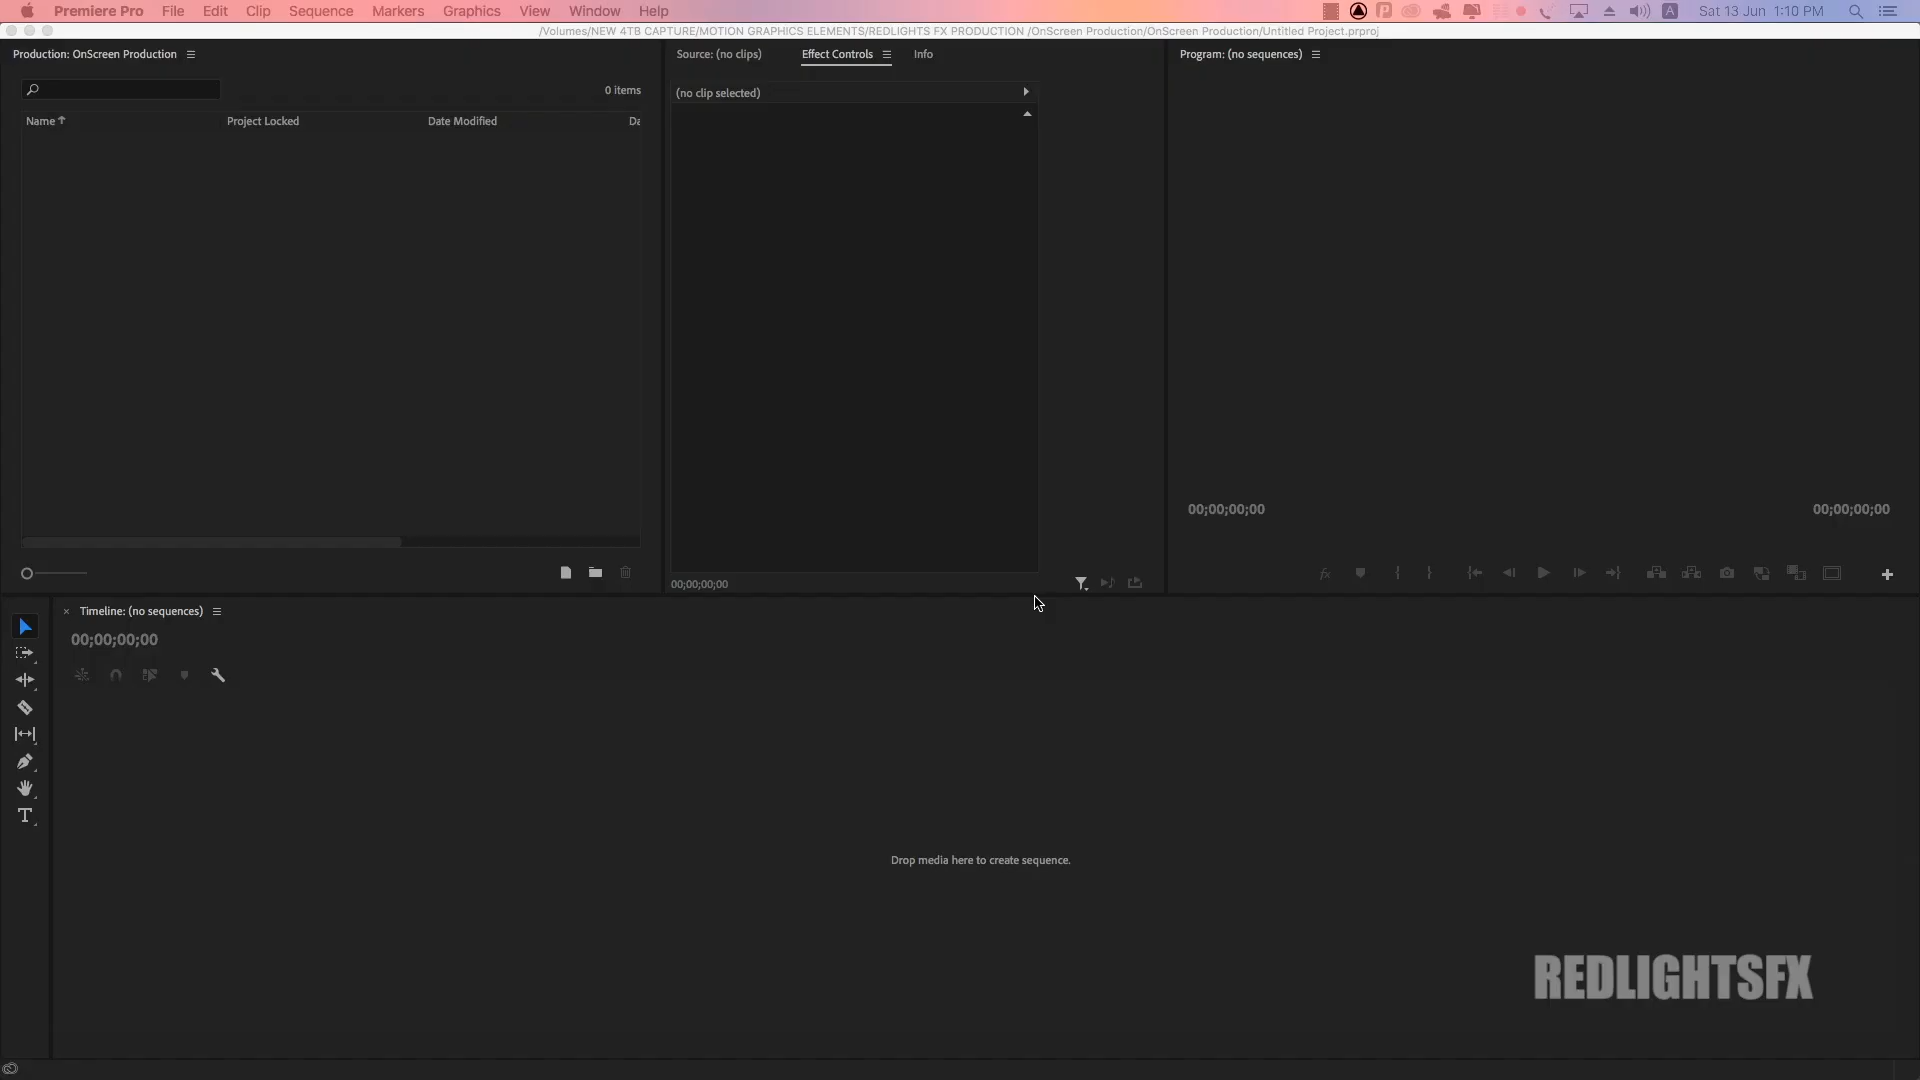 Premiere Pro File Edit Clip Sequence Markers Graphics View Window Help Sat 13 Jun 1:10 PM
/Volumes/NEW 4TB CAPTURE/MOTION GRAPHICS ELEMENTS/REDLIGHTS FX PRODUCTION /OnScreen Production/OnScreen Production/Untitled Project.prproj
Production: OnScreen Production
0 items
Name Project Locked Date Modified Da
Source: (no clips) Effect Controls Info
(no clip selected)
00;00;00;00
Program: (no sequences)
00;00;00;00 00;00;00;00
Timeline: (no sequences)
00;00;00;00
Drop media here to create sequence.
REDLIGHTSFX